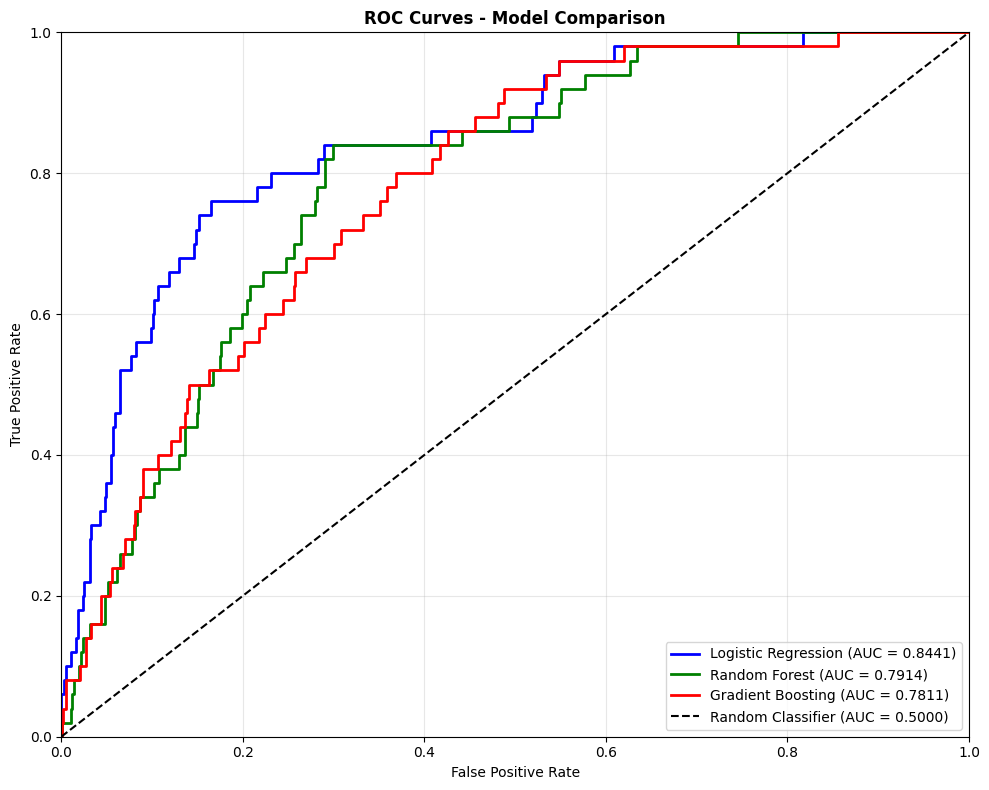 ROC Curves - Model Comparison
1.0
0.8
0.6
0.4
0.2
0.0
True Positive Rate
0.0 0.2 0.4 0.6 0.8 1.0
False Positive Rate
Logistic Regression (AUC = 0.8441)
Random Forest (AUC = 0.7914)
Gradient Boosting (AUC = 0.7811)
Random Classifier (AUC = 0.5000)